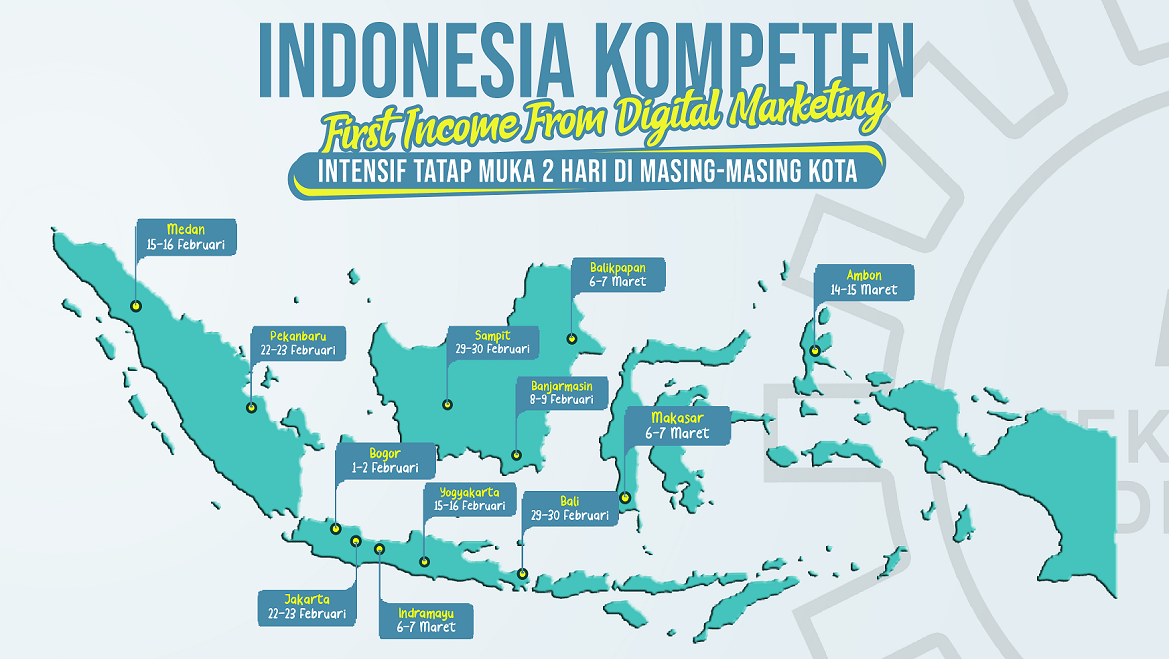 INDONESIA KOMPETEN
First Income From Digital Marketing
INTENSIF TATAP MUKA 2 HARI DI MASING-MASING KOTA
Medan
15-16 Februari
Balikpapan
6-7 Maret
Ambon
14-15 Maret
Pekanbaru
22-23 Februari
Sampit
29-30 Februari
Banjarmasin
8-9 Februari
Makasar
6-7 Maret
Bogor
1-2 Februari
Yogyakarta
15-16 Februari
Bali
29-30 Februari
Jakarta
22-23 Februari
Indramayu
6-7 Maret